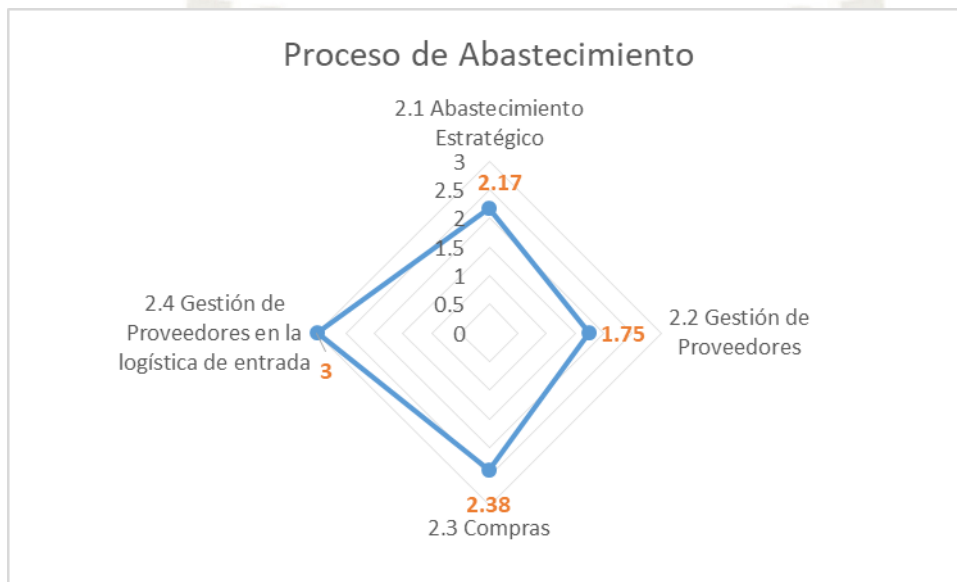 Proceso de Abastecimiento
2.1 Abastecimiento
Estratégico
3
2.17
2.5
2
1.5
1
0.5
0
2.4 Gestión de
Proveedores en la
logística de entrada
3
2.2 Gestión de
Proveedores
1.75
2.38
2.3 Compras